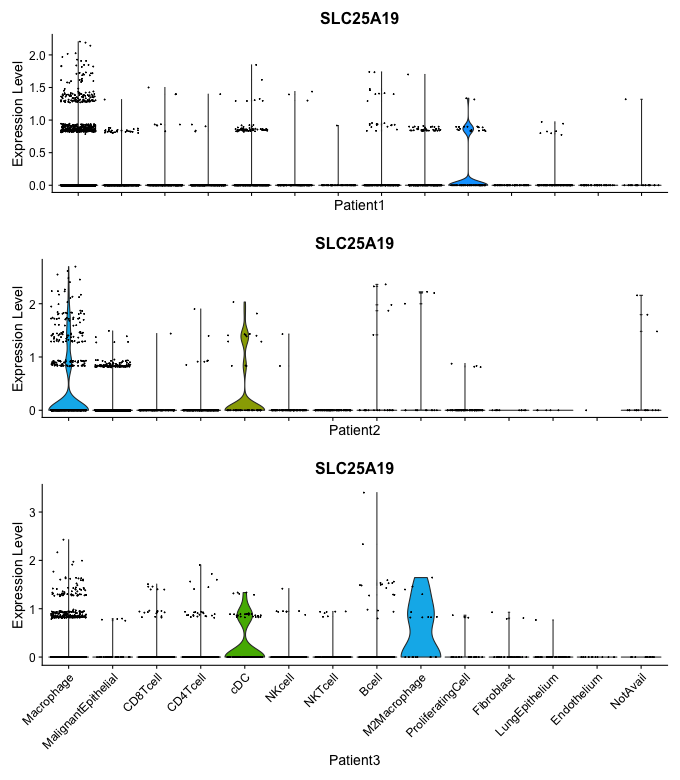 SLC25A19
Expression Level
2.0
1.5
1.0
0.5
0.0
Patient1
SLC25A19
Expression Level
2
1
0
Patient2
SLC25A19
Expression Level
3
2
1
0
Macrophage
MalignantEpithelial
CD8Tcell
CD4Tcell
cDC
NKcell
NKTcell
Bcell
M2Macrophage
ProliferatingCell
Fibroblast
LungEpithelium
Endothelium
NotAvail
Patient3